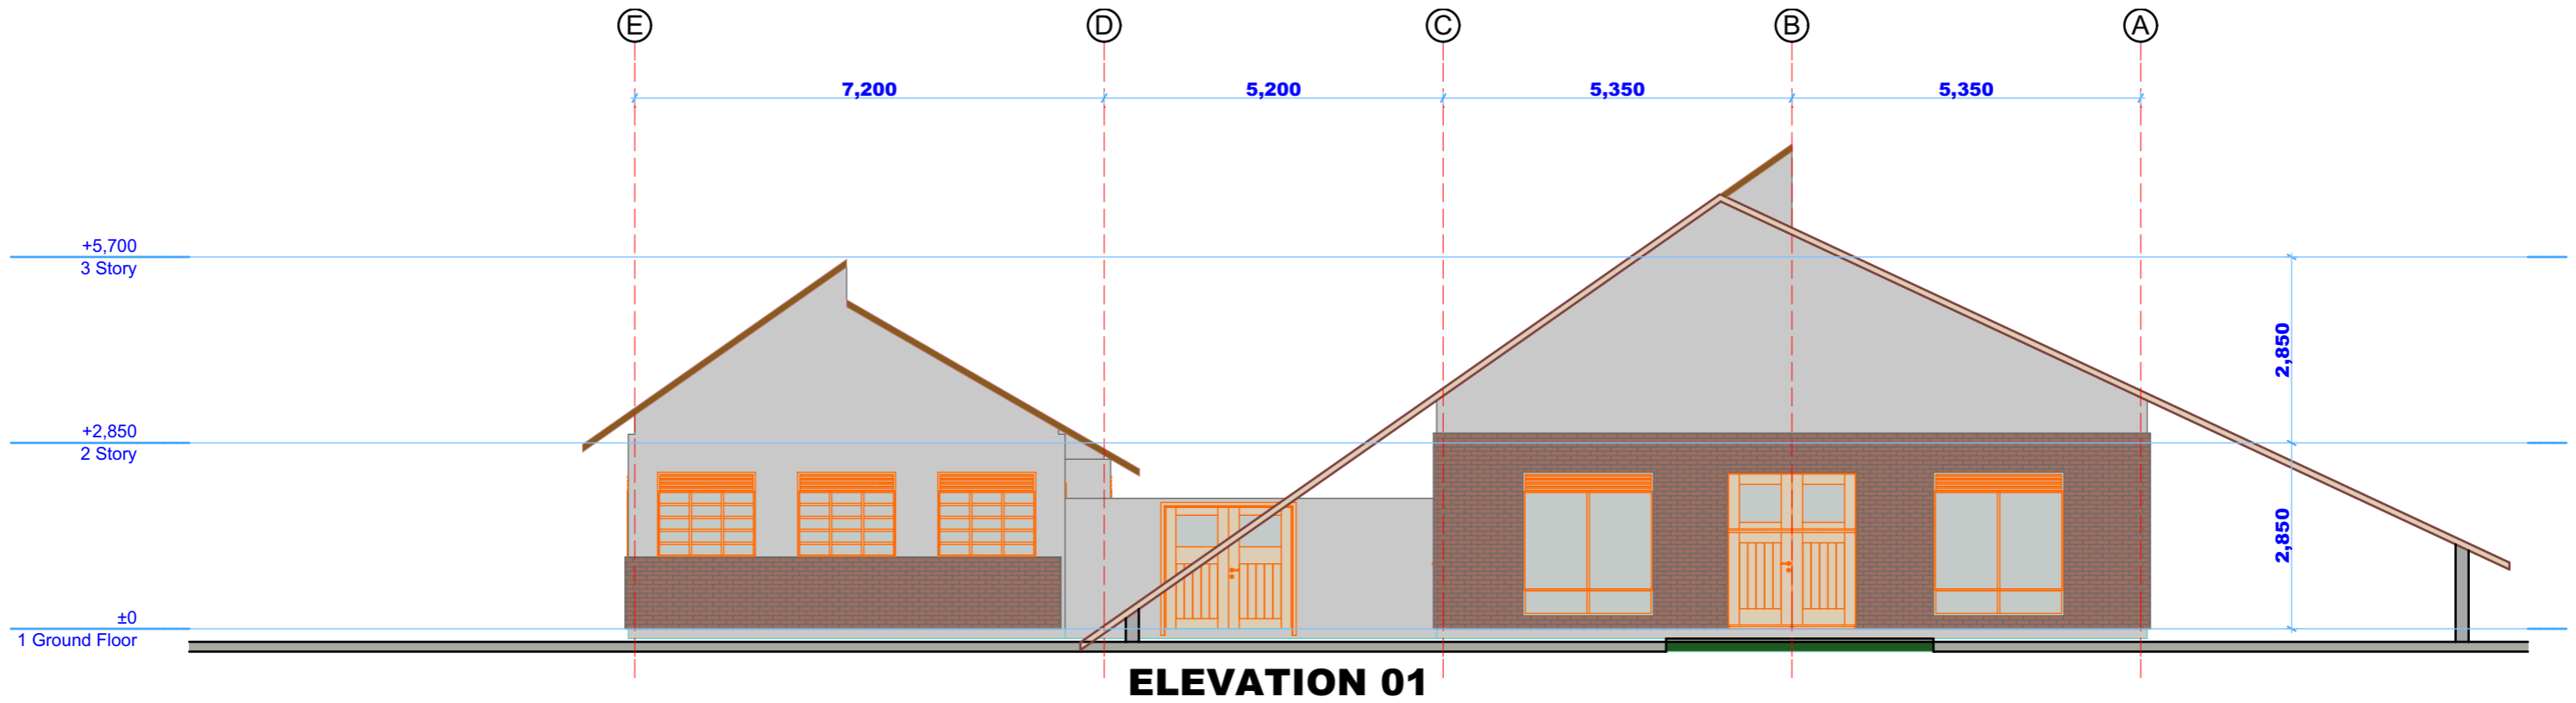 E D C B A
7,200 5,200 5,350 5,350
+5,700
3 Story
2,850
+2,850
2 Story
2,850
±0
1 Ground Floor
ELEVATION 01